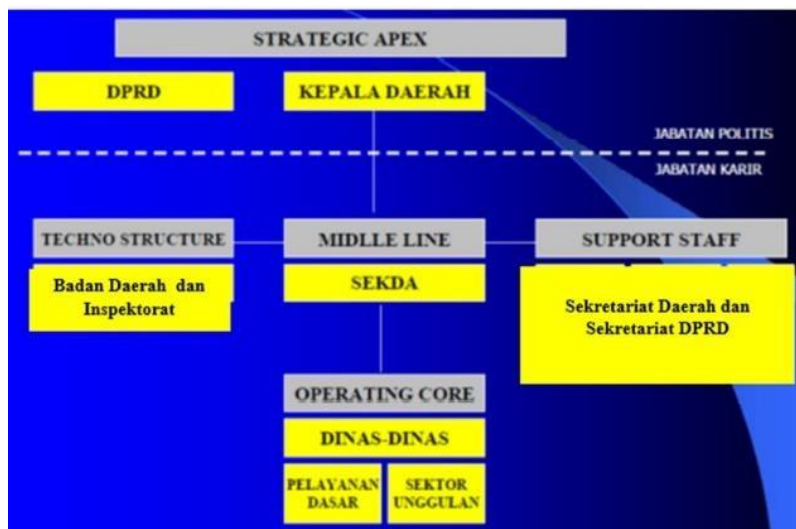 STRATEGIC APEX
DPRD
KEPALA DAERAH
JABATAN POLITIS
JABATAN KARIR
TECHNO STRUCTURE
MIDLLE LINE
SUPPORT STAFF
Badan Daerah dan
Inspektorat
SEKDA
Sekretariat Daerah dan
Sekretariat DPRD
OPERATING CORE
DINAS-DINAS
PELAYANAN
DASAR
SEKTOR
UNGGULAN